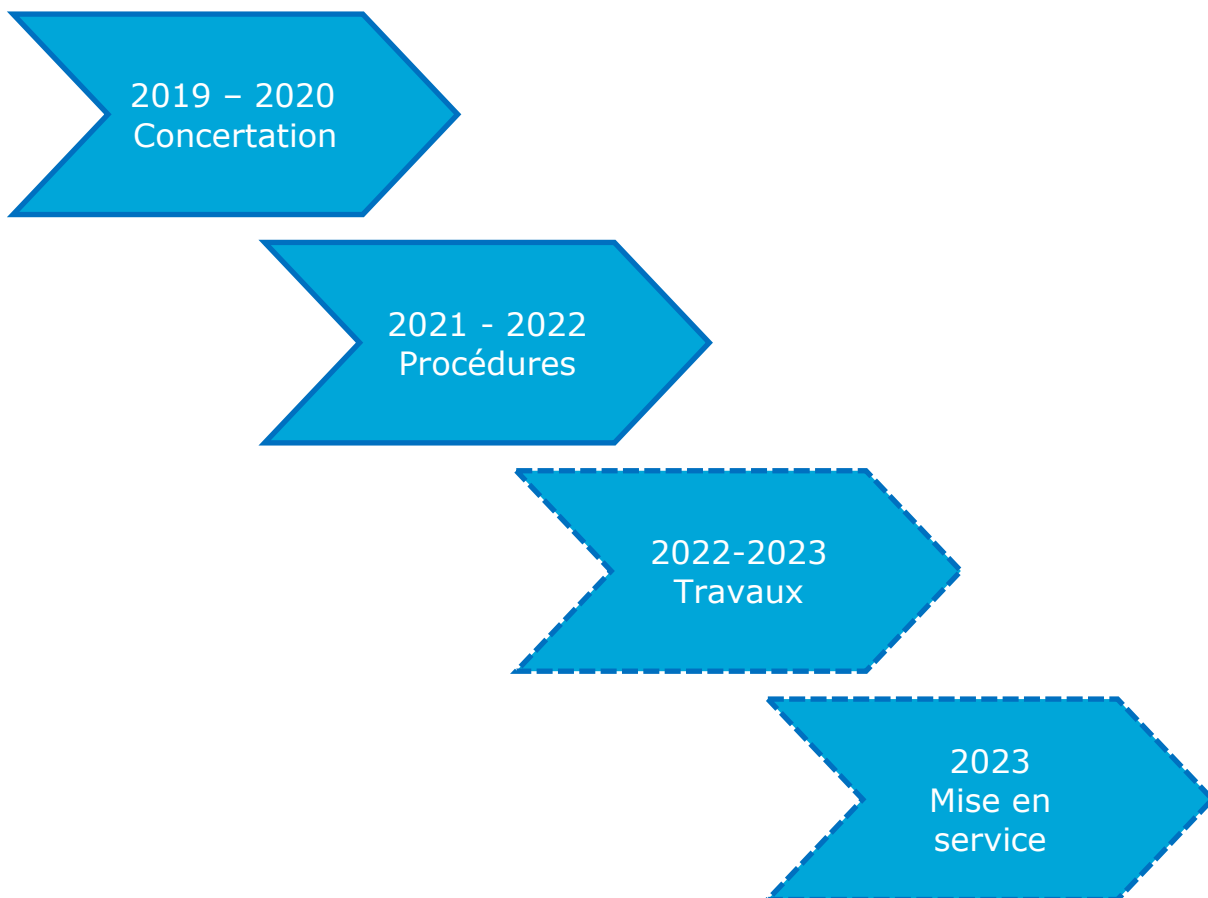 2019 – 2020
Concertation
2021 - 2022
Procédures
2022-2023
Travaux
2023
Mise en
service